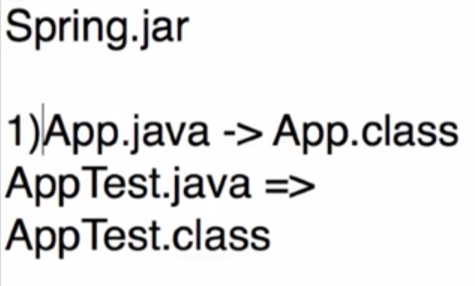 Spring.jar
1)App.java -> App.class
AppTest.java =>
AppTest.class